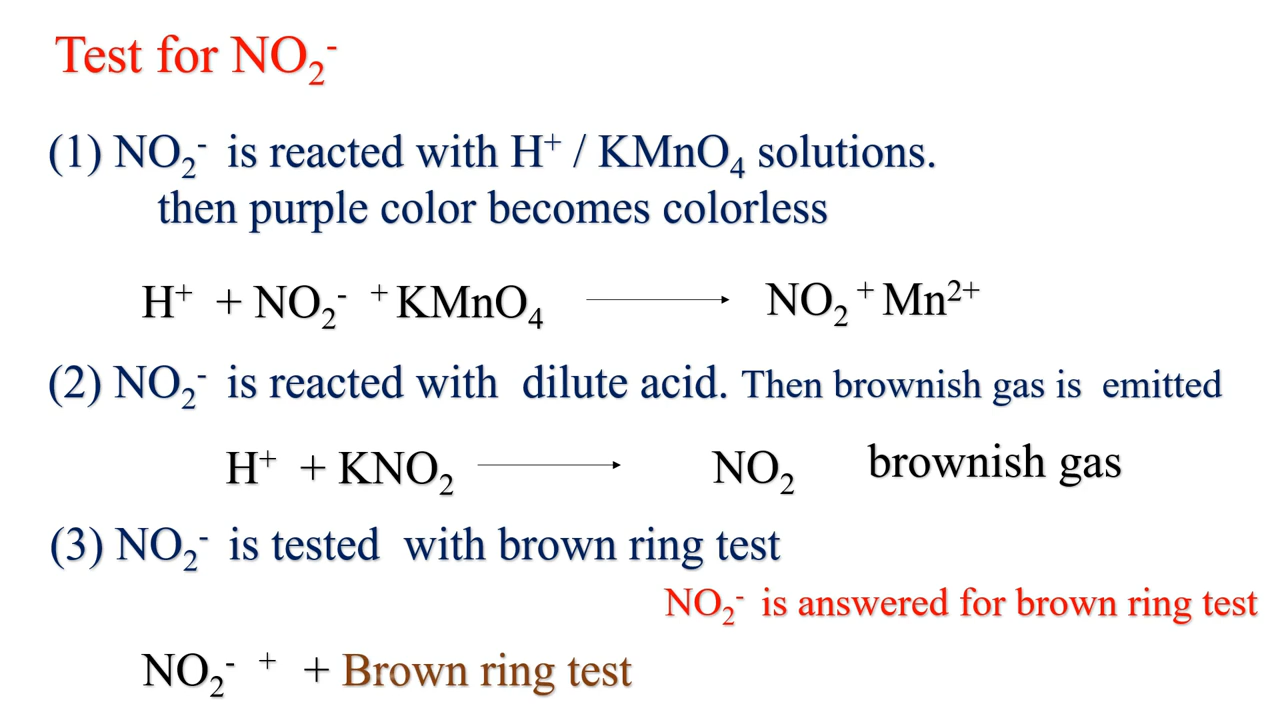 Test for NO₂⁻
(1) NO₂⁻ is reacted with H⁺ / KMnO₄ solutions.
then purple color becomes colorless
H⁺ + NO₂⁻ ⁺ KMnO₄ ⟶ NO₂ ⁺ Mn²⁺
(2) NO₂⁻ is reacted with dilute acid. Then brownish gas is emitted
H⁺ + KNO₂ ⟶ NO₂ brownish gas
(3) NO₂⁻ is tested with brown ring test
NO₂⁻ is answered for brown ring test
NO₂⁻ ⁺ + Brown ring test